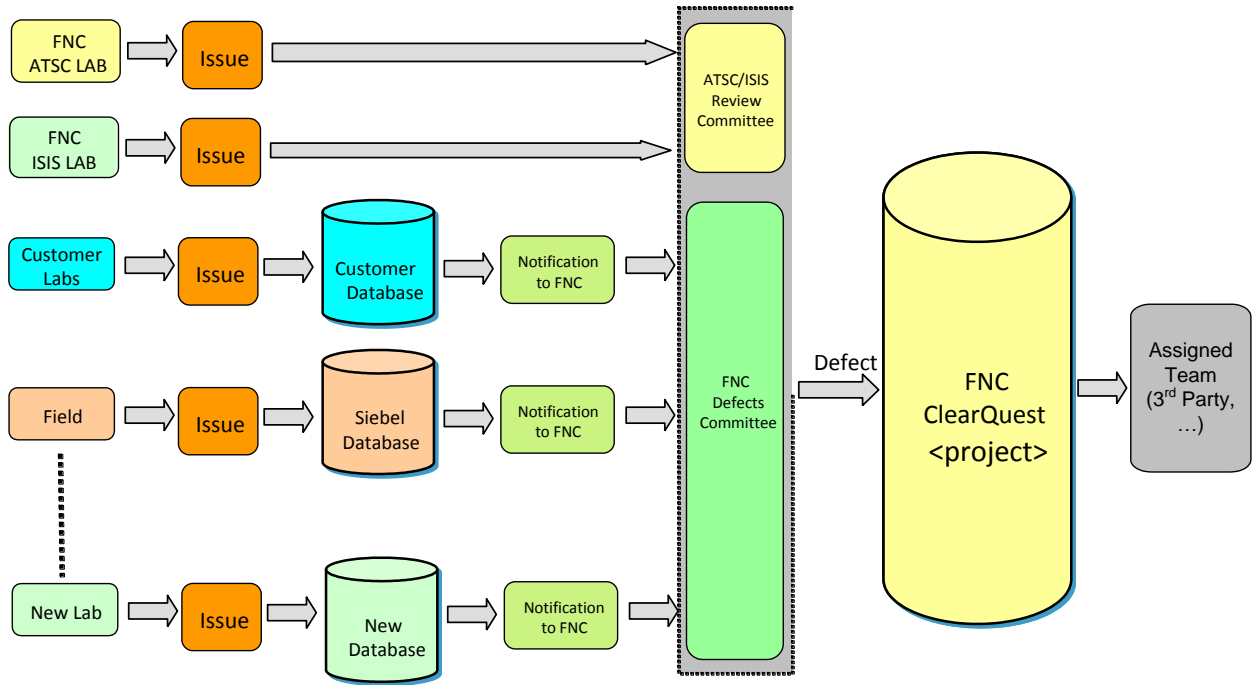 FNC
ATSC LAB
Issue
ATSC/ISIS
Review
Committee
FNC
ISIS LAB
Issue
Customer
Labs
Issue
Customer
Database
Notification
to FNC
Field
Issue
Siebel
Database
Notification
to FNC
New Lab
Issue
New
Database
Notification
to FNC
FNC
Defects
Committee
Defect
FNC
ClearQuest
<project>
Assigned
Team
(3rd Party,
…)